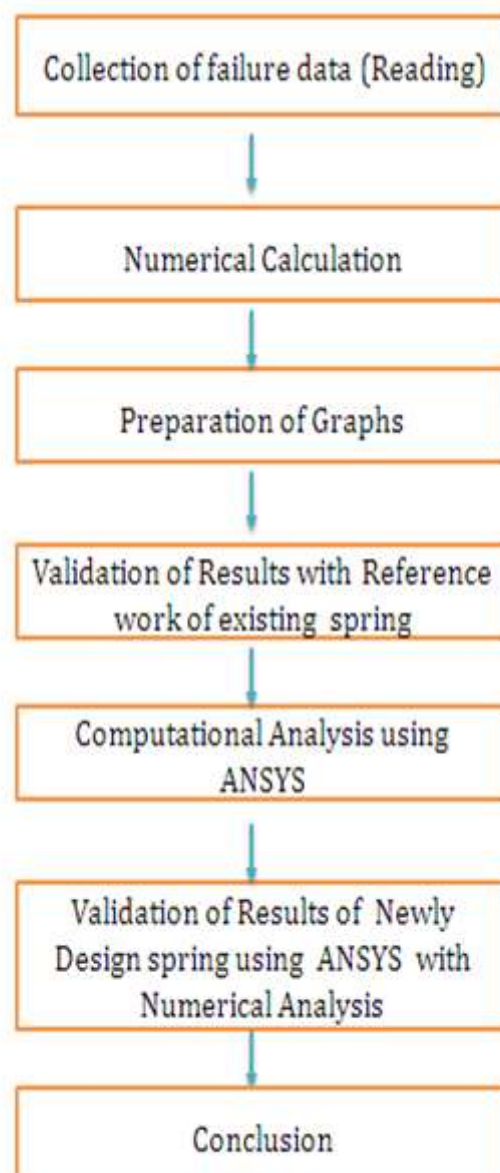 Collection of failure data (Reading)
Numerical Calculation
Preparation of Graphs
Validation of Results with Reference
work of existing spring
Computational Analysis using
ANSYS
Validation of Results of Newly
Design spring using ANSYS with
Numerical Analysis
Conclusion